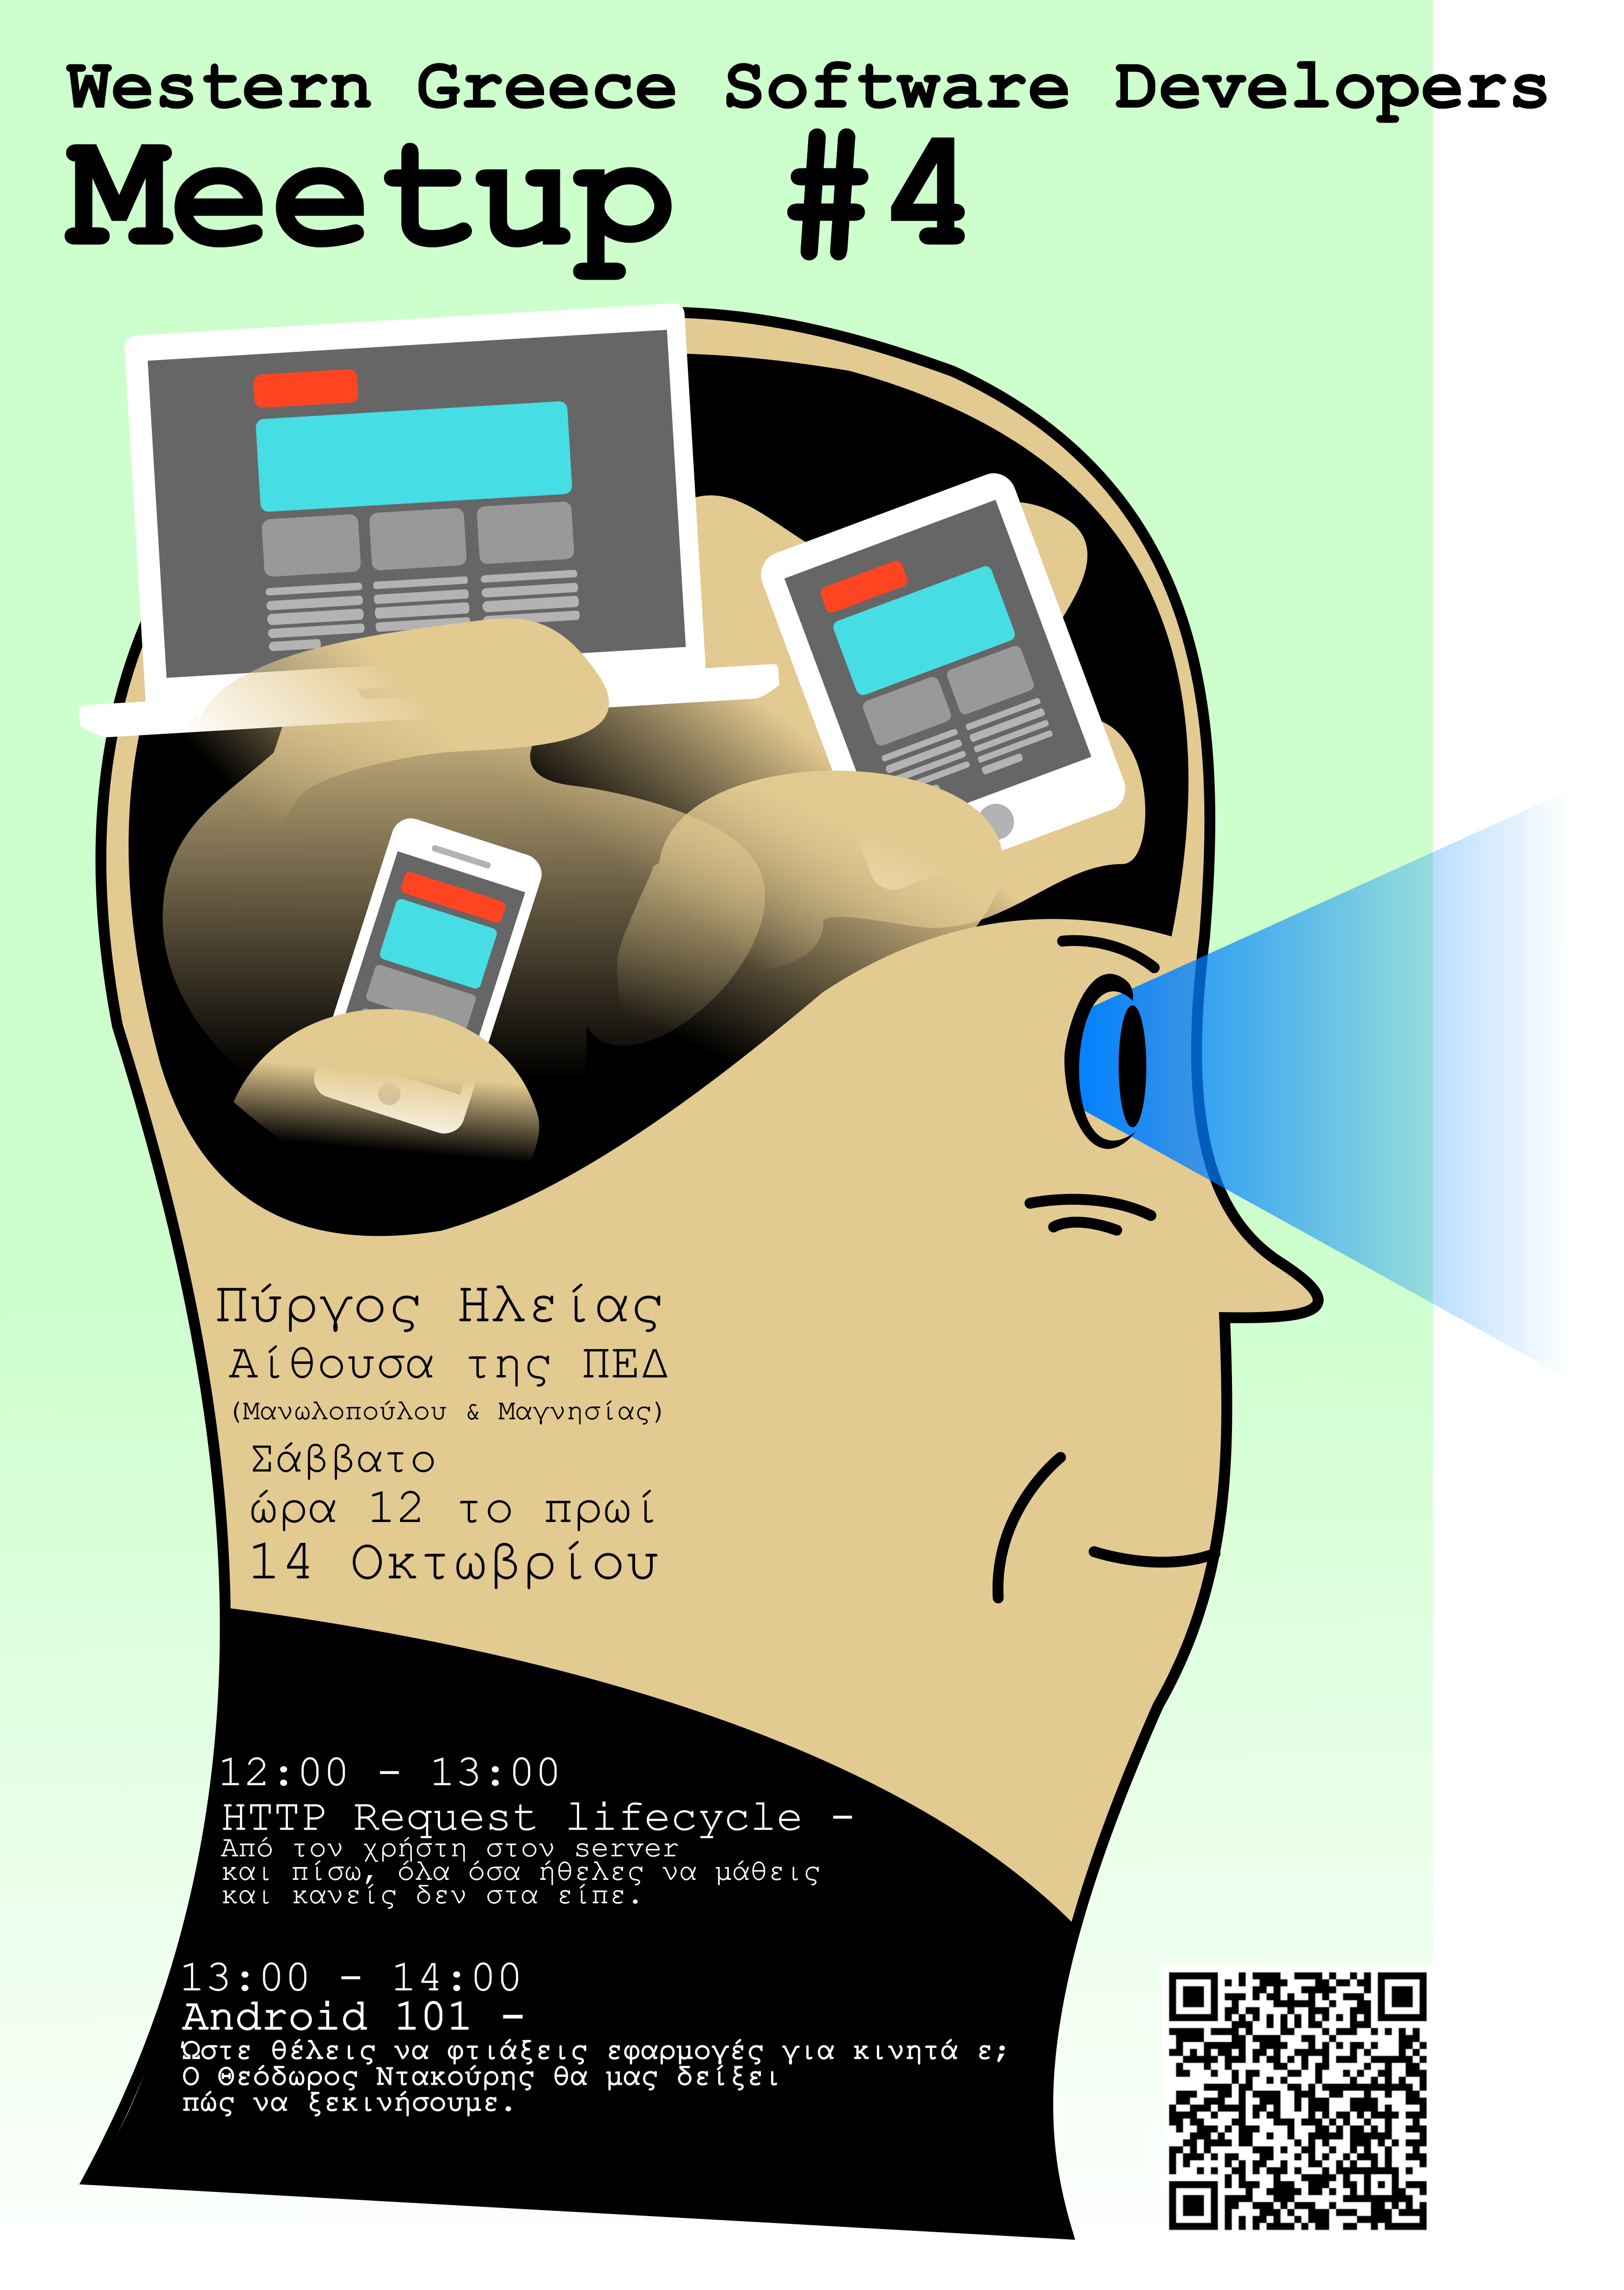 Western Greece Software Developers
Meetup #4
Πύργος Ηλείας
Αίθουσα της ΠΕΔ
(Μανωλοπούλου & Μαγνησίας)
Σάββατο
ώρα 12 το πρωί
14 Οκτωβρίου
12:00 - 13:00
HTTP Request lifecycle -
Από τον χρήστη στον server
και πίσω, όλα όσα ήθελες να μάθεις
και κανείς δεν στα είπε.
13:00 - 14:00
Android 101 -
Ώστε θέλεις να φτιάξεις εφαρμογές για κινητά ε;
Ο Θεόδωρος Ντακούρης θα μας δείξει
πώς να ξεκινήσουμε.